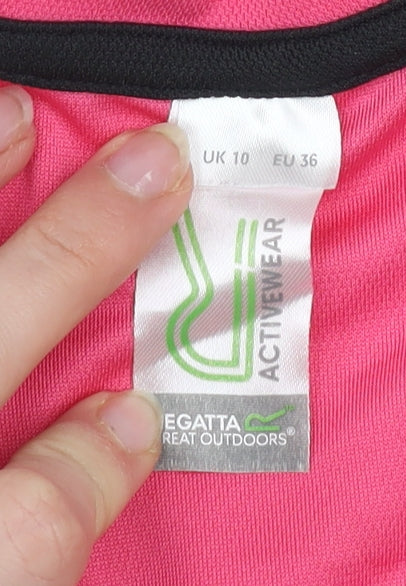 UK 10 EU 36
ACTIVEWEAR
EGATTA
REAT OUTDOORS®